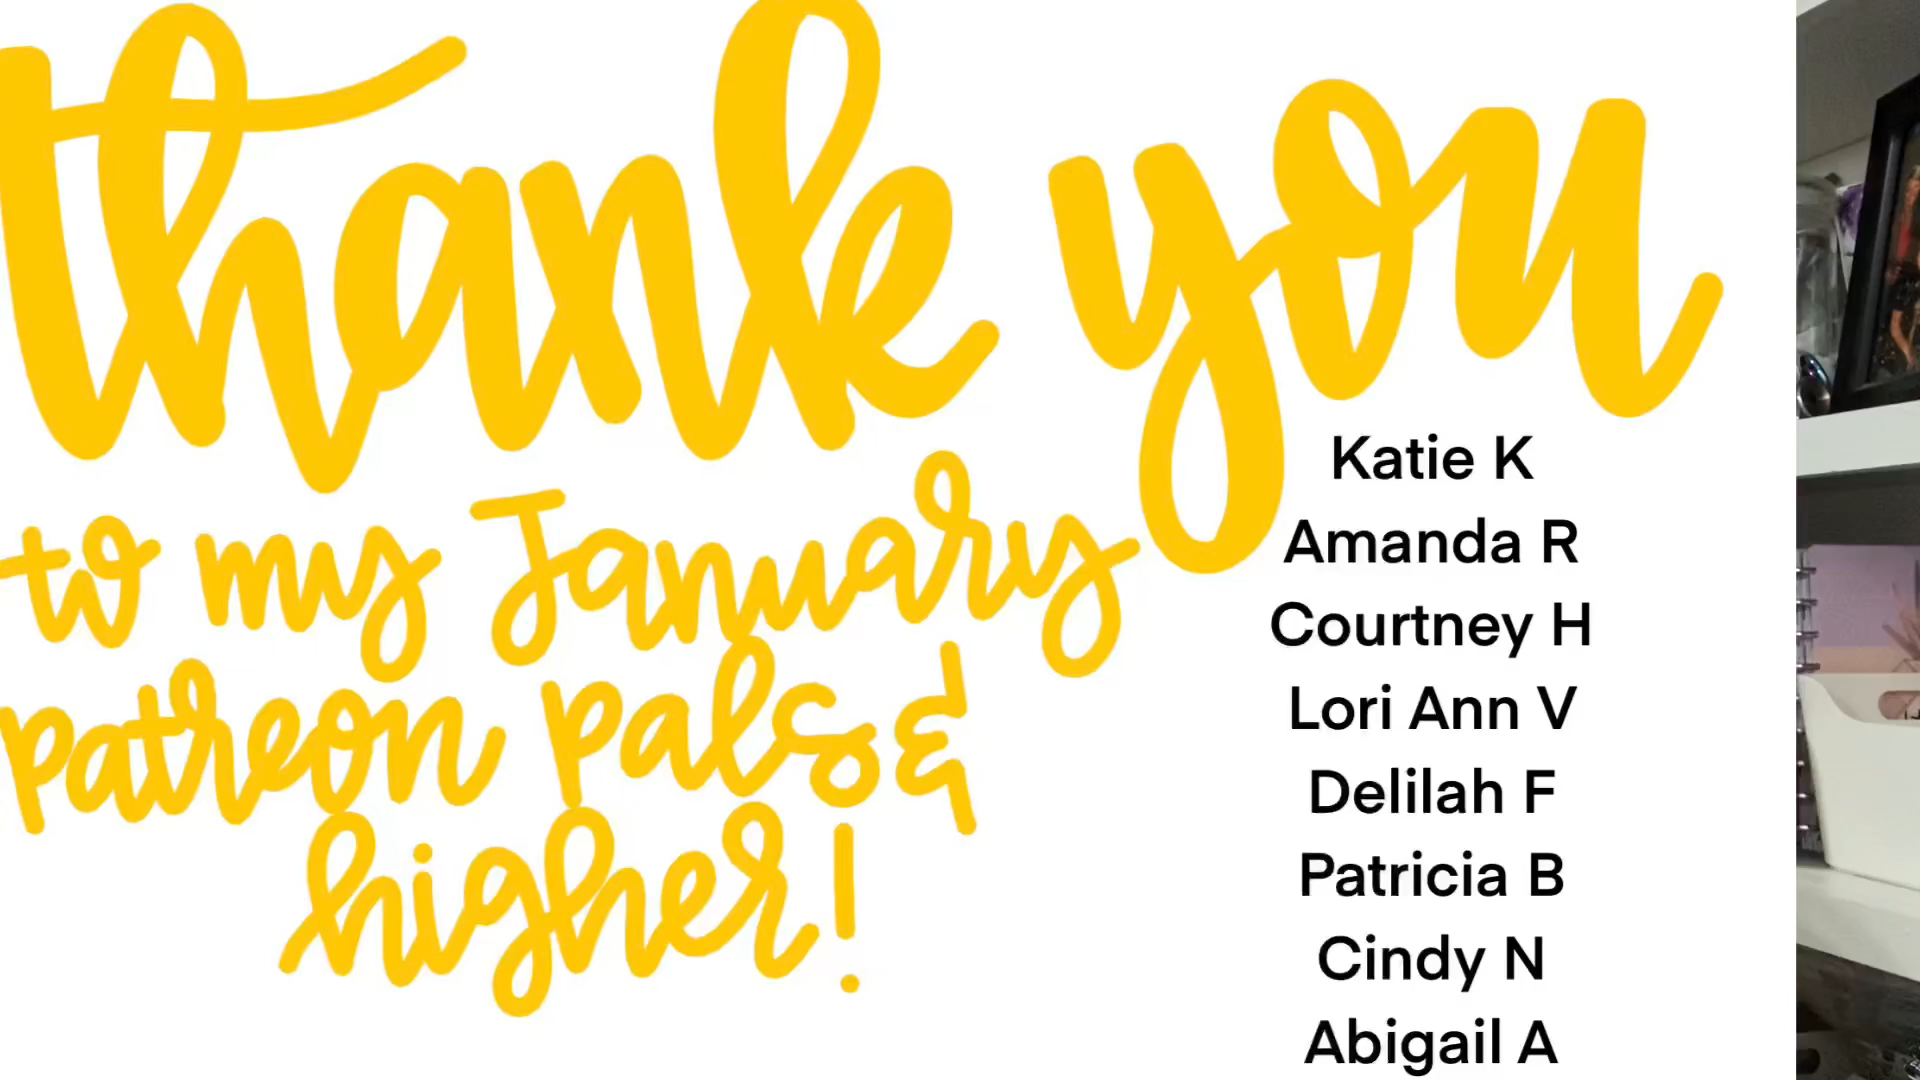 thank you
to my January
patreon pals &
higher!
Katie K
Amanda R
Courtney H
Lori Ann V
Delilah F
Patricia B
Cindy N
Abigail A